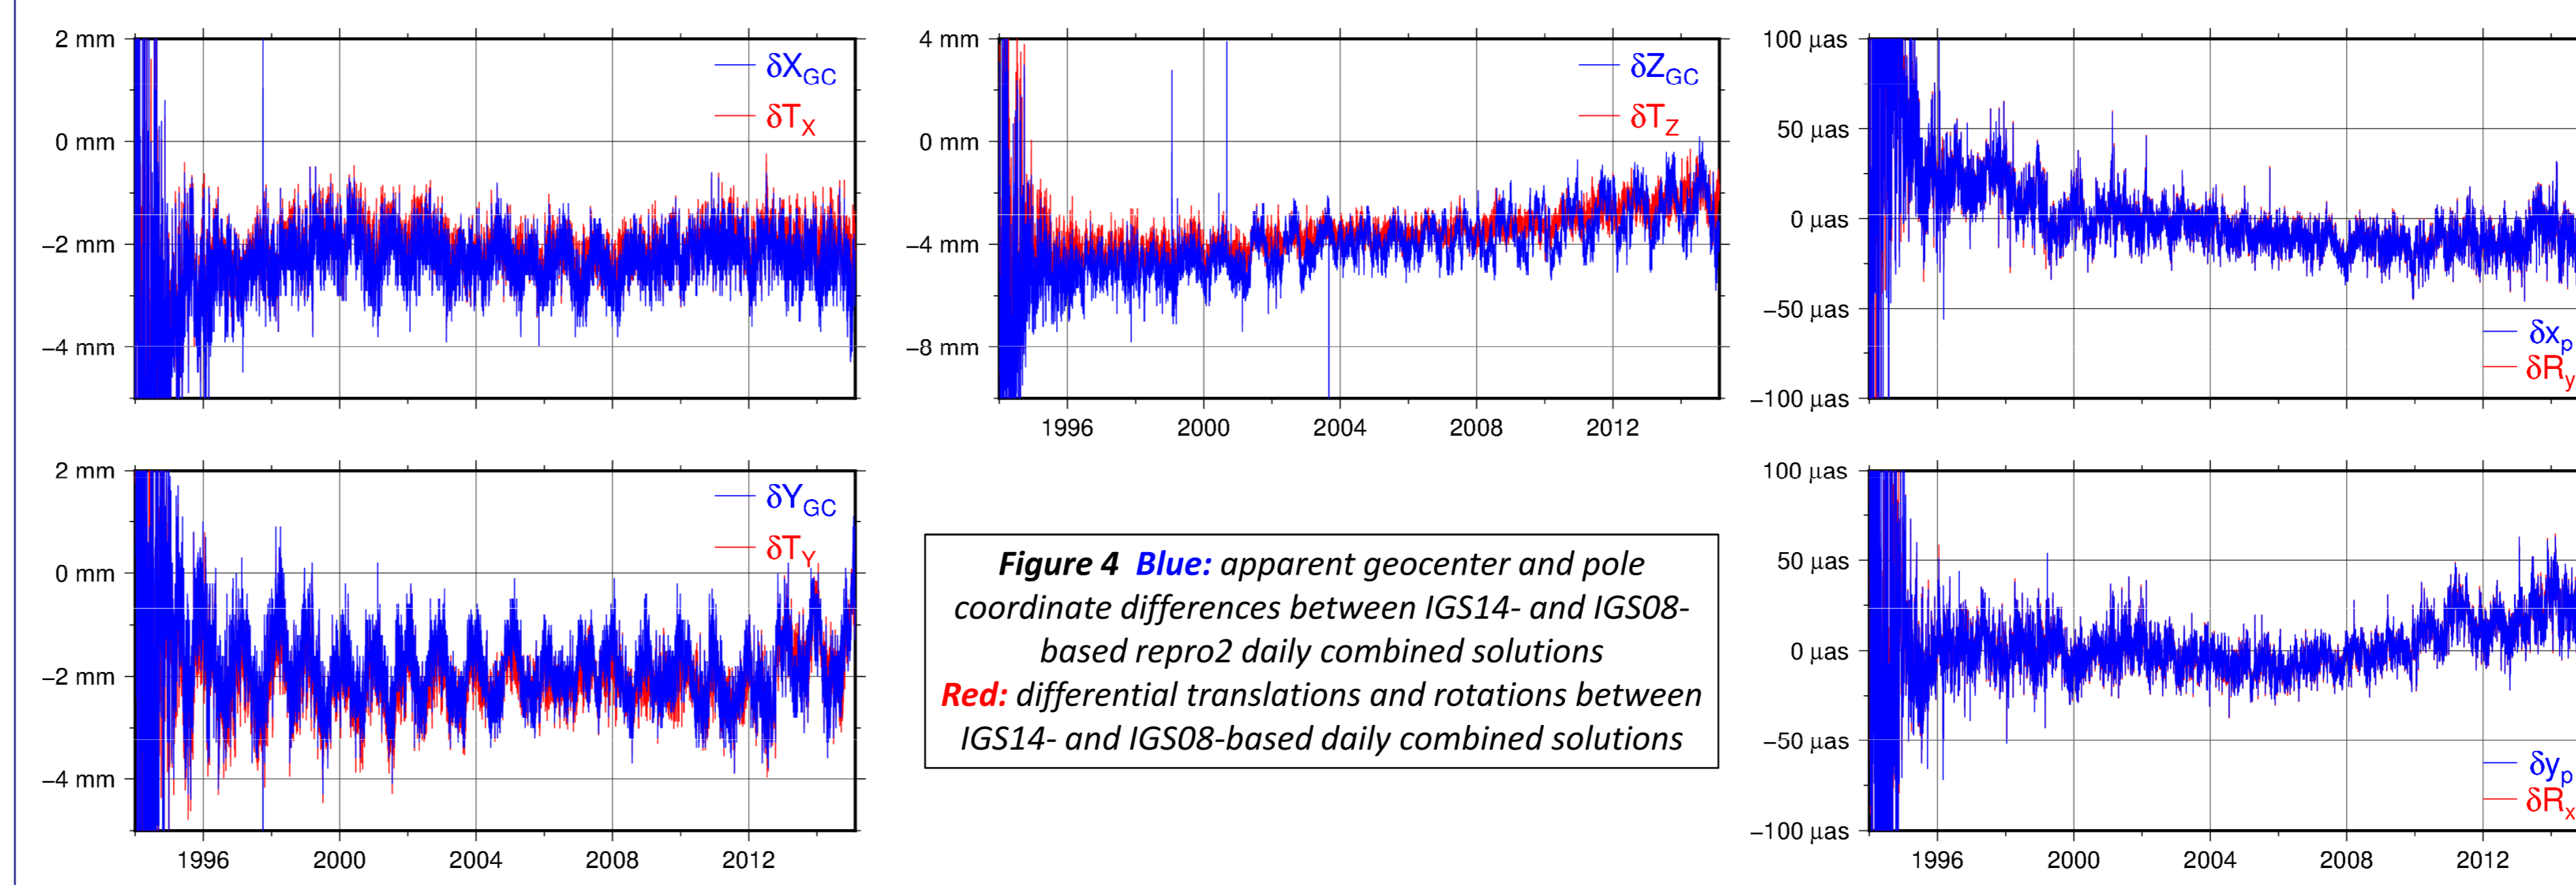 2 mm
0 mm
−2 mm
−4 mm
δX_GC
δT_X
4 mm
0 mm
−4 mm
−8 mm
δZ_GC
δT_Z
1996 2000 2004 2008 2012
100 μas
50 μas
0 μas
−50 μas
−100 μas
δx_p
δR_y
2 mm
0 mm
−2 mm
−4 mm
δY_GC
δT_Y
1996 2000 2004 2008 2012
Figure 4 Blue: apparent geocenter and pole
coordinate differences between IGS14- and IGS08-
based repro2 daily combined solutions
Red: differential translations and rotations between
IGS14- and IGS08-based daily combined solutions
100 μas
50 μas
0 μas
−50 μas
−100 μas
δy_p
δR_x
1996 2000 2004 2008 2012